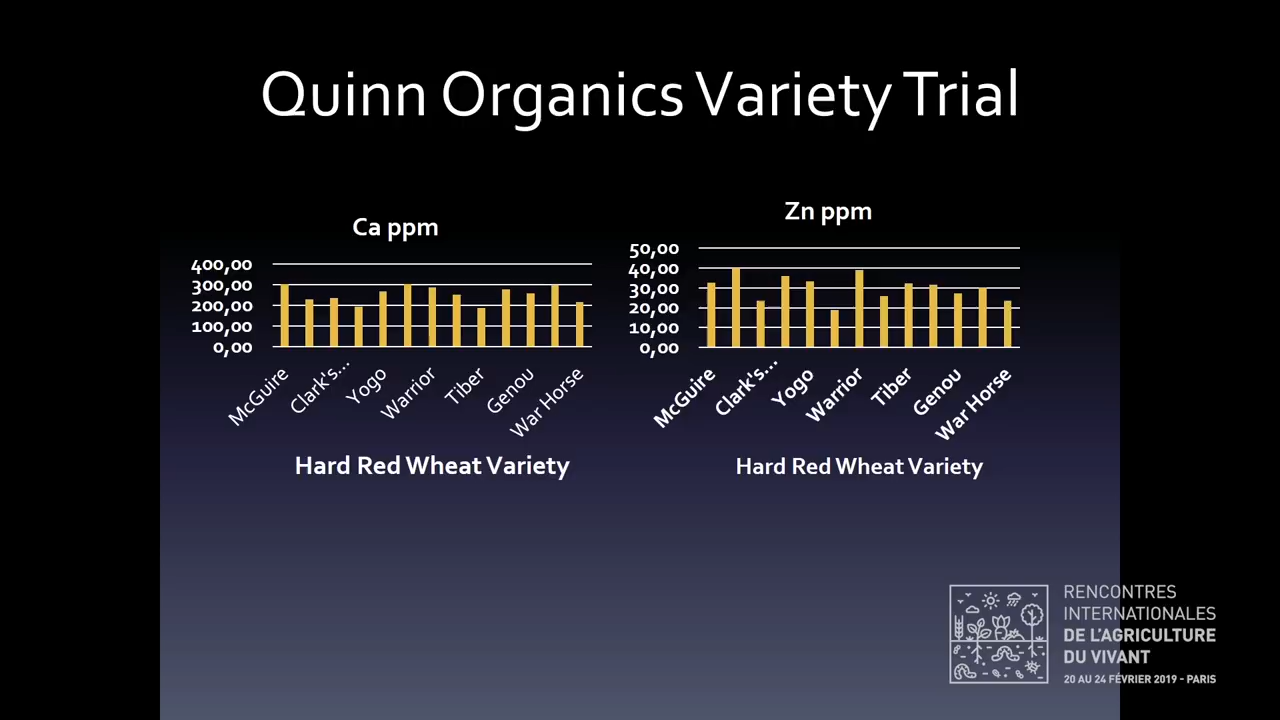 Quinn Organics Variety Trial
Ca ppm
400,00
300,00
200,00
100,00
0,00
McGuire
Clark's...
Yogo
Warrior
Tiber
Genou
War Horse
Hard Red Wheat Variety
Zn ppm
50,00
40,00
30,00
20,00
10,00
0,00
McGuire
Clark's...
Yogo
Warrior
Tiber
Genou
War Horse
Hard Red Wheat Variety
RENCONTRES
INTERNATIONALES
DE L'AGRICULTURE
DU VIVANT
20 AU 24 FÉVRIER 2019 - PARIS